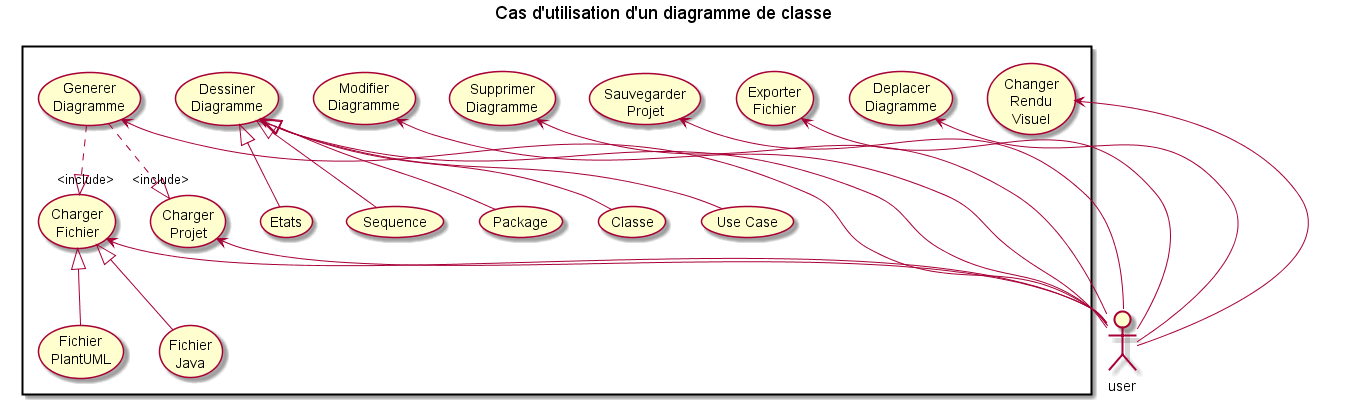 Cas d'utilisation d'un diagramme de classe
Generer
Diagramme
Dessiner
Diagramme
Modifier
Diagramme
Supprimer
Diagramme
Sauvegarder
Projet
Exporter
Fichier
Deplacer
Diagramme
Changer
Rendu
Visuel
<include>
<include>
Charger
Fichier
Charger
Projet
Etats
Sequence
Package
Classe
Use Case
Fichier
PlantUML
Fichier
Java
user